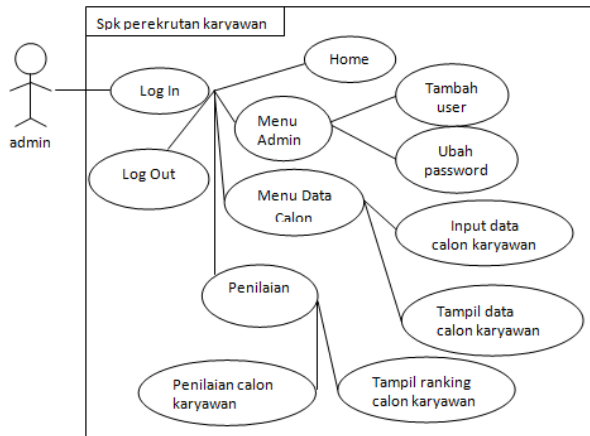 Spk perekrutan karyawan
Home
Log In
Tambah
user
Menu
Admin
admin
Ubah
password
Log Out
Menu Data
Calon
Input data
calon karyawan
Penilaian
Tampil data
calon karyawan
Penilaian calon
karyawan
Tampil ranking
calon karyawan